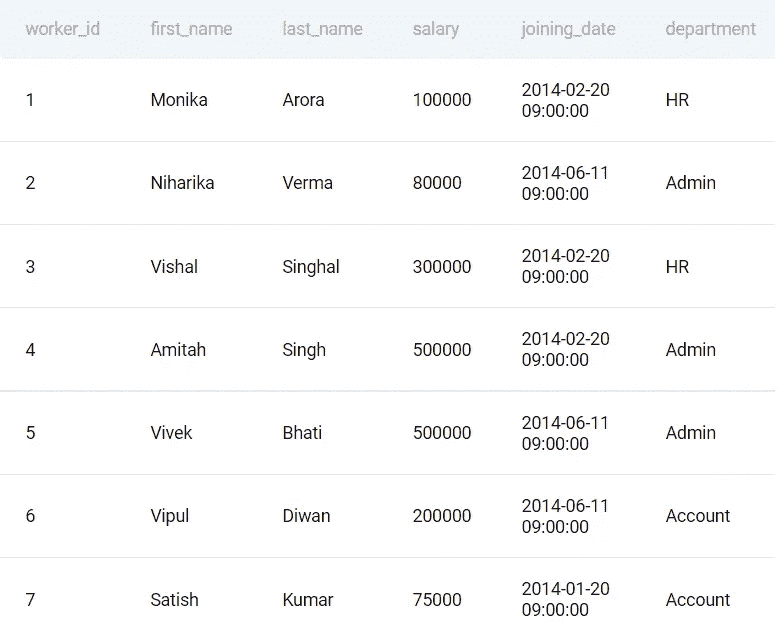 worker_id first_name last_name salary joining_date department
1 Monika Arora 100000 2014-02-20 09:00:00 HR
2 Niharika Verma 80000 2014-06-11 09:00:00 Admin
3 Vishal Singhal 300000 2014-02-20 09:00:00 HR
4 Amitah Singh 500000 2014-02-20 09:00:00 Admin
5 Vivek Bhati 500000 2014-06-11 09:00:00 Admin
6 Vipul Diwan 200000 2014-06-11 09:00:00 Account
7 Satish Kumar 75000 2014-01-20 09:00:00 Account